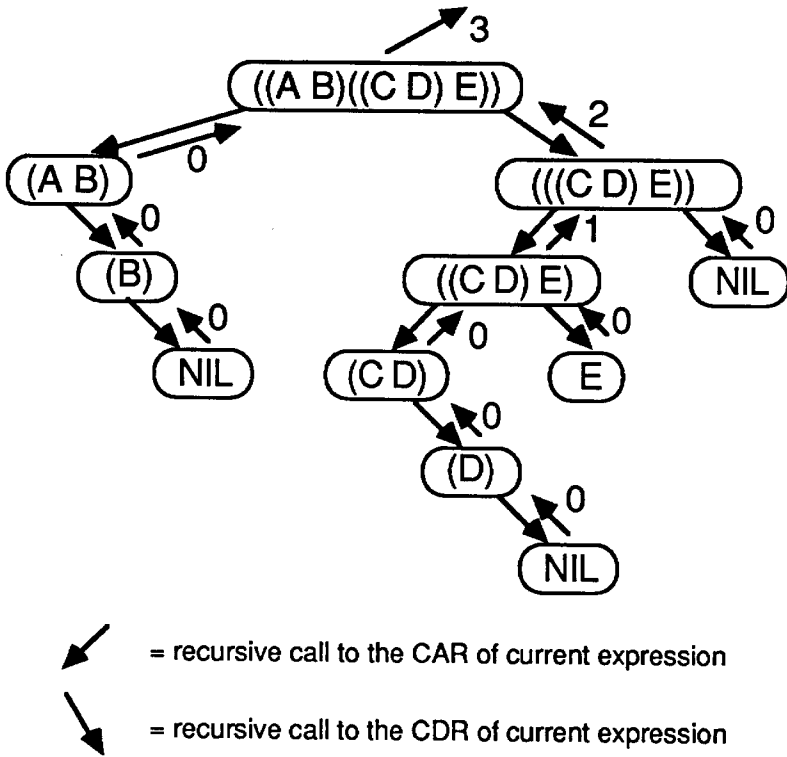 3
((A B)((C D) E))
2
0
(A B)
(((C D) E))
0
1
0
(B)
((C D) E)
NIL
0
0
0
NIL
(C D)
E
0
(D)
0
NIL
= recursive call to the CAR of current expression
= recursive call to the CDR of current expression